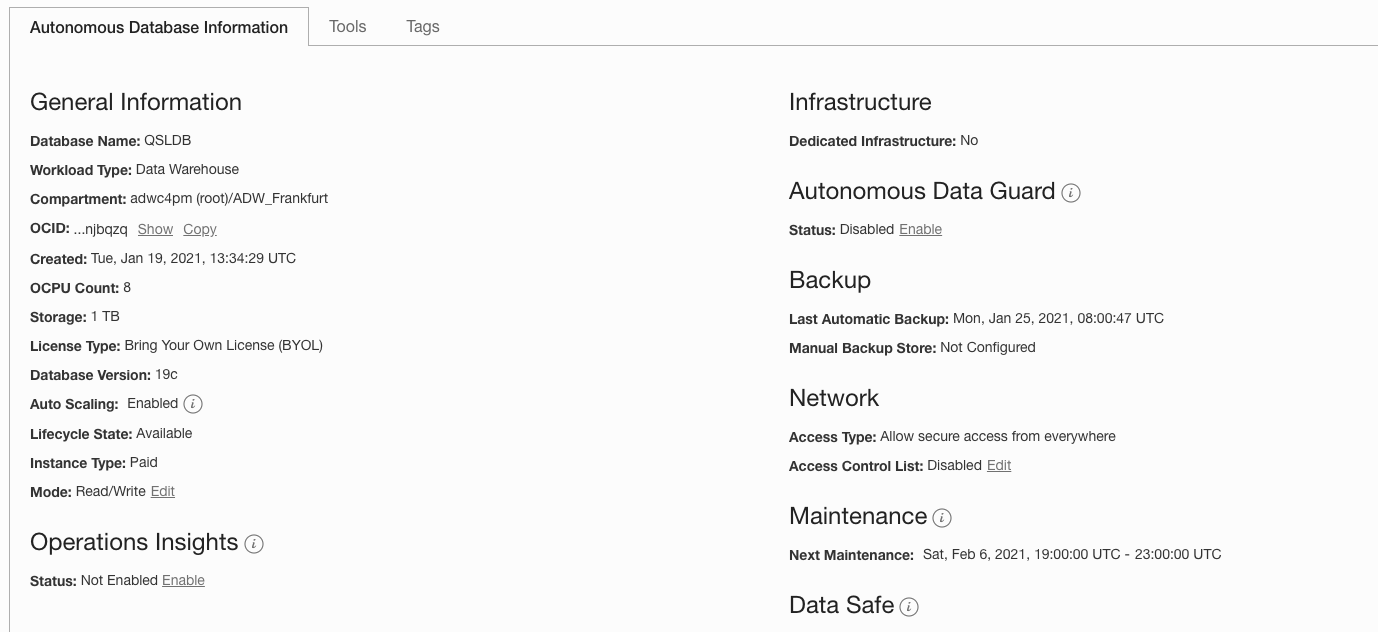 Autonomous Database Information
Tools
Tags
General Information
Database Name: QSLDB
Workload Type: Data Warehouse
Compartment: adwc4pm (root)/ADW_Frankfurt
OCID: ...njbqzq Show Copy
Created: Tue, Jan 19, 2021, 13:34:29 UTC
OCPU Count: 8
Storage: 1 TB
License Type: Bring Your Own License (BYOL)
Database Version: 19c
Auto Scaling: Enabled i
Lifecycle State: Available
Instance Type: Paid
Mode: Read/Write Edit
Operations Insights i
Status: Not Enabled Enable
Infrastructure
Dedicated Infrastructure: No
Autonomous Data Guard i
Status: Disabled Enable
Backup
Last Automatic Backup: Mon, Jan 25, 2021, 08:00:47 UTC
Manual Backup Store: Not Configured
Network
Access Type: Allow secure access from everywhere
Access Control List: Disabled Edit
Maintenance i
Next Maintenance: Sat, Feb 6, 2021, 19:00:00 UTC - 23:00:00 UTC
Data Safe i